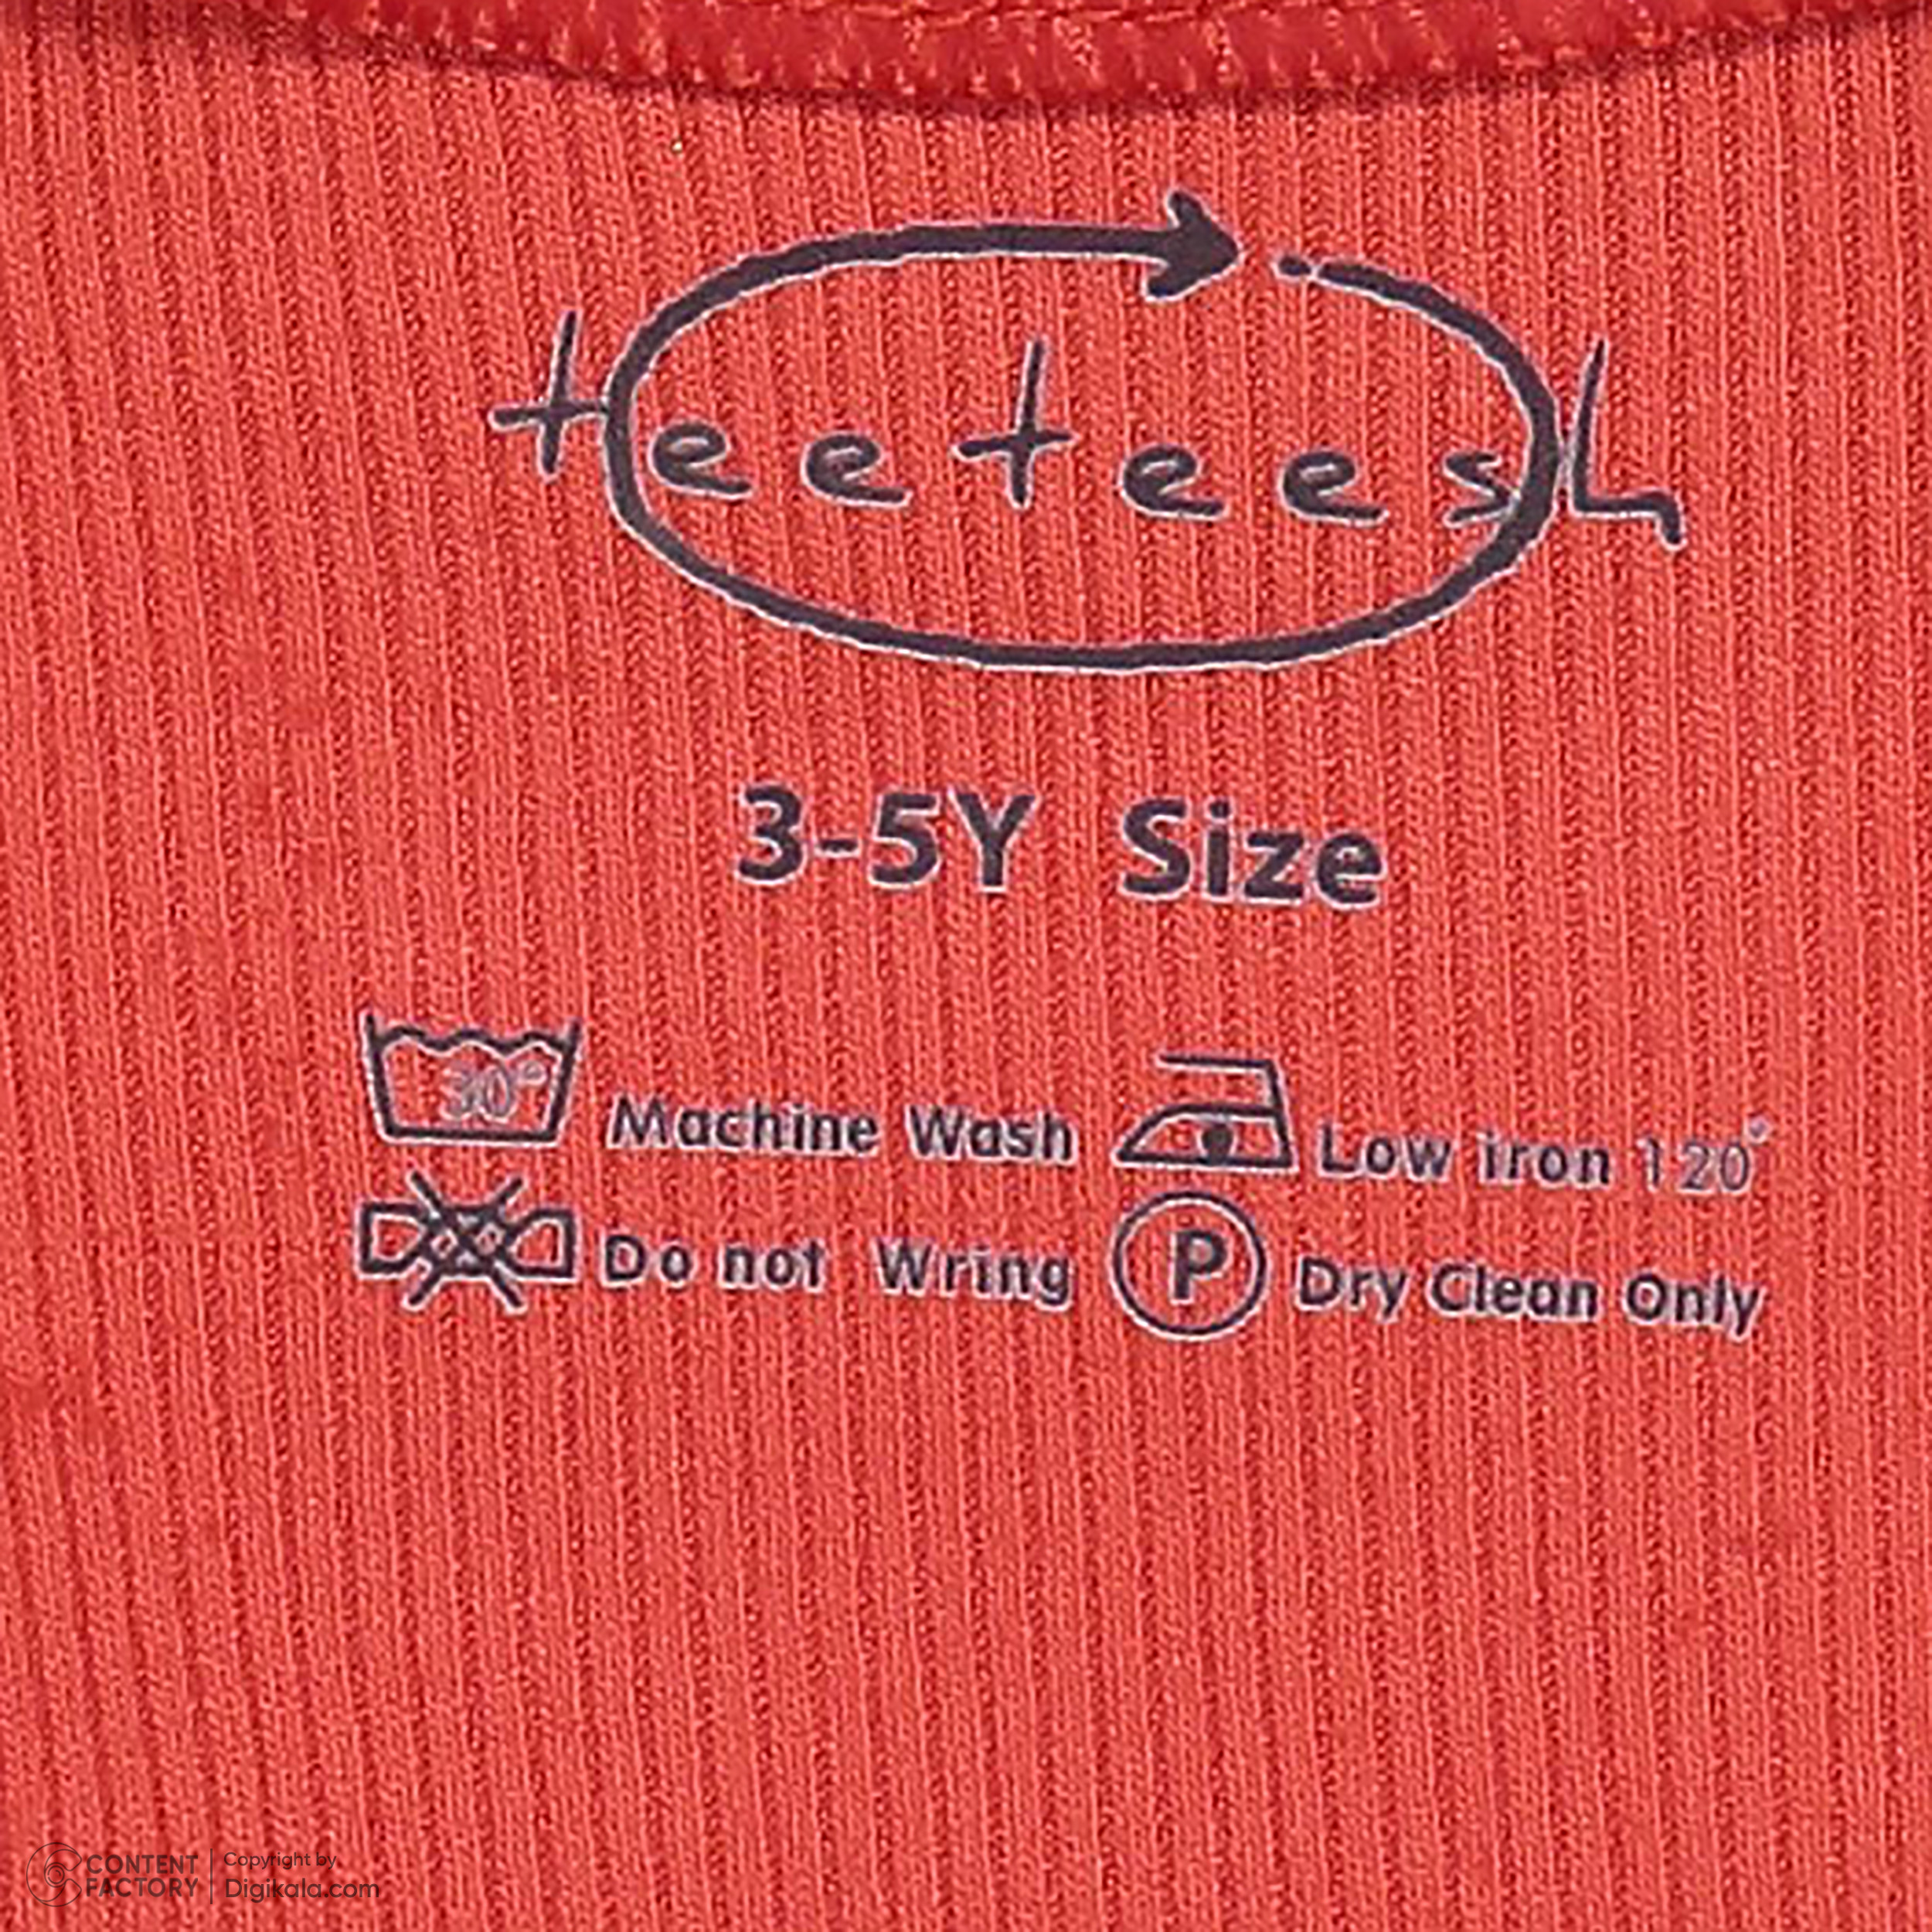 teeteesh
3-5Y Size
30° Machine Wash Low iron 120°
Do not Wring P Dry Clean Only
CONTENT FACTORY
Copyright by
Digikala.com